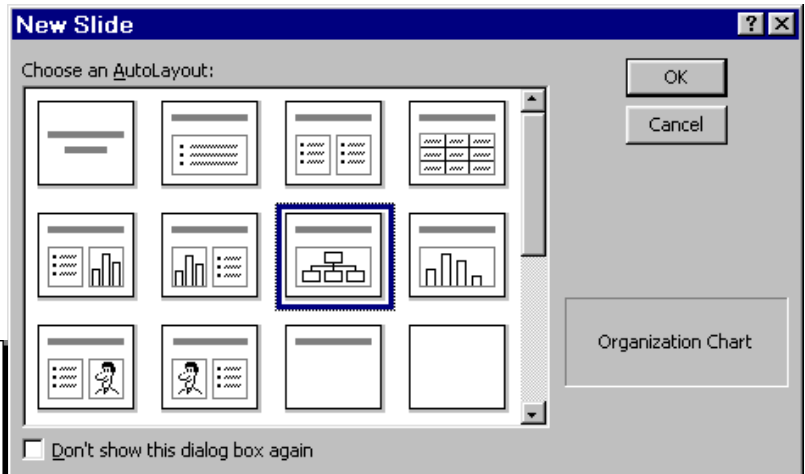 New Slide
Choose an AutoLayout:
OK
Cancel
Organization Chart
Don't show this dialog box again